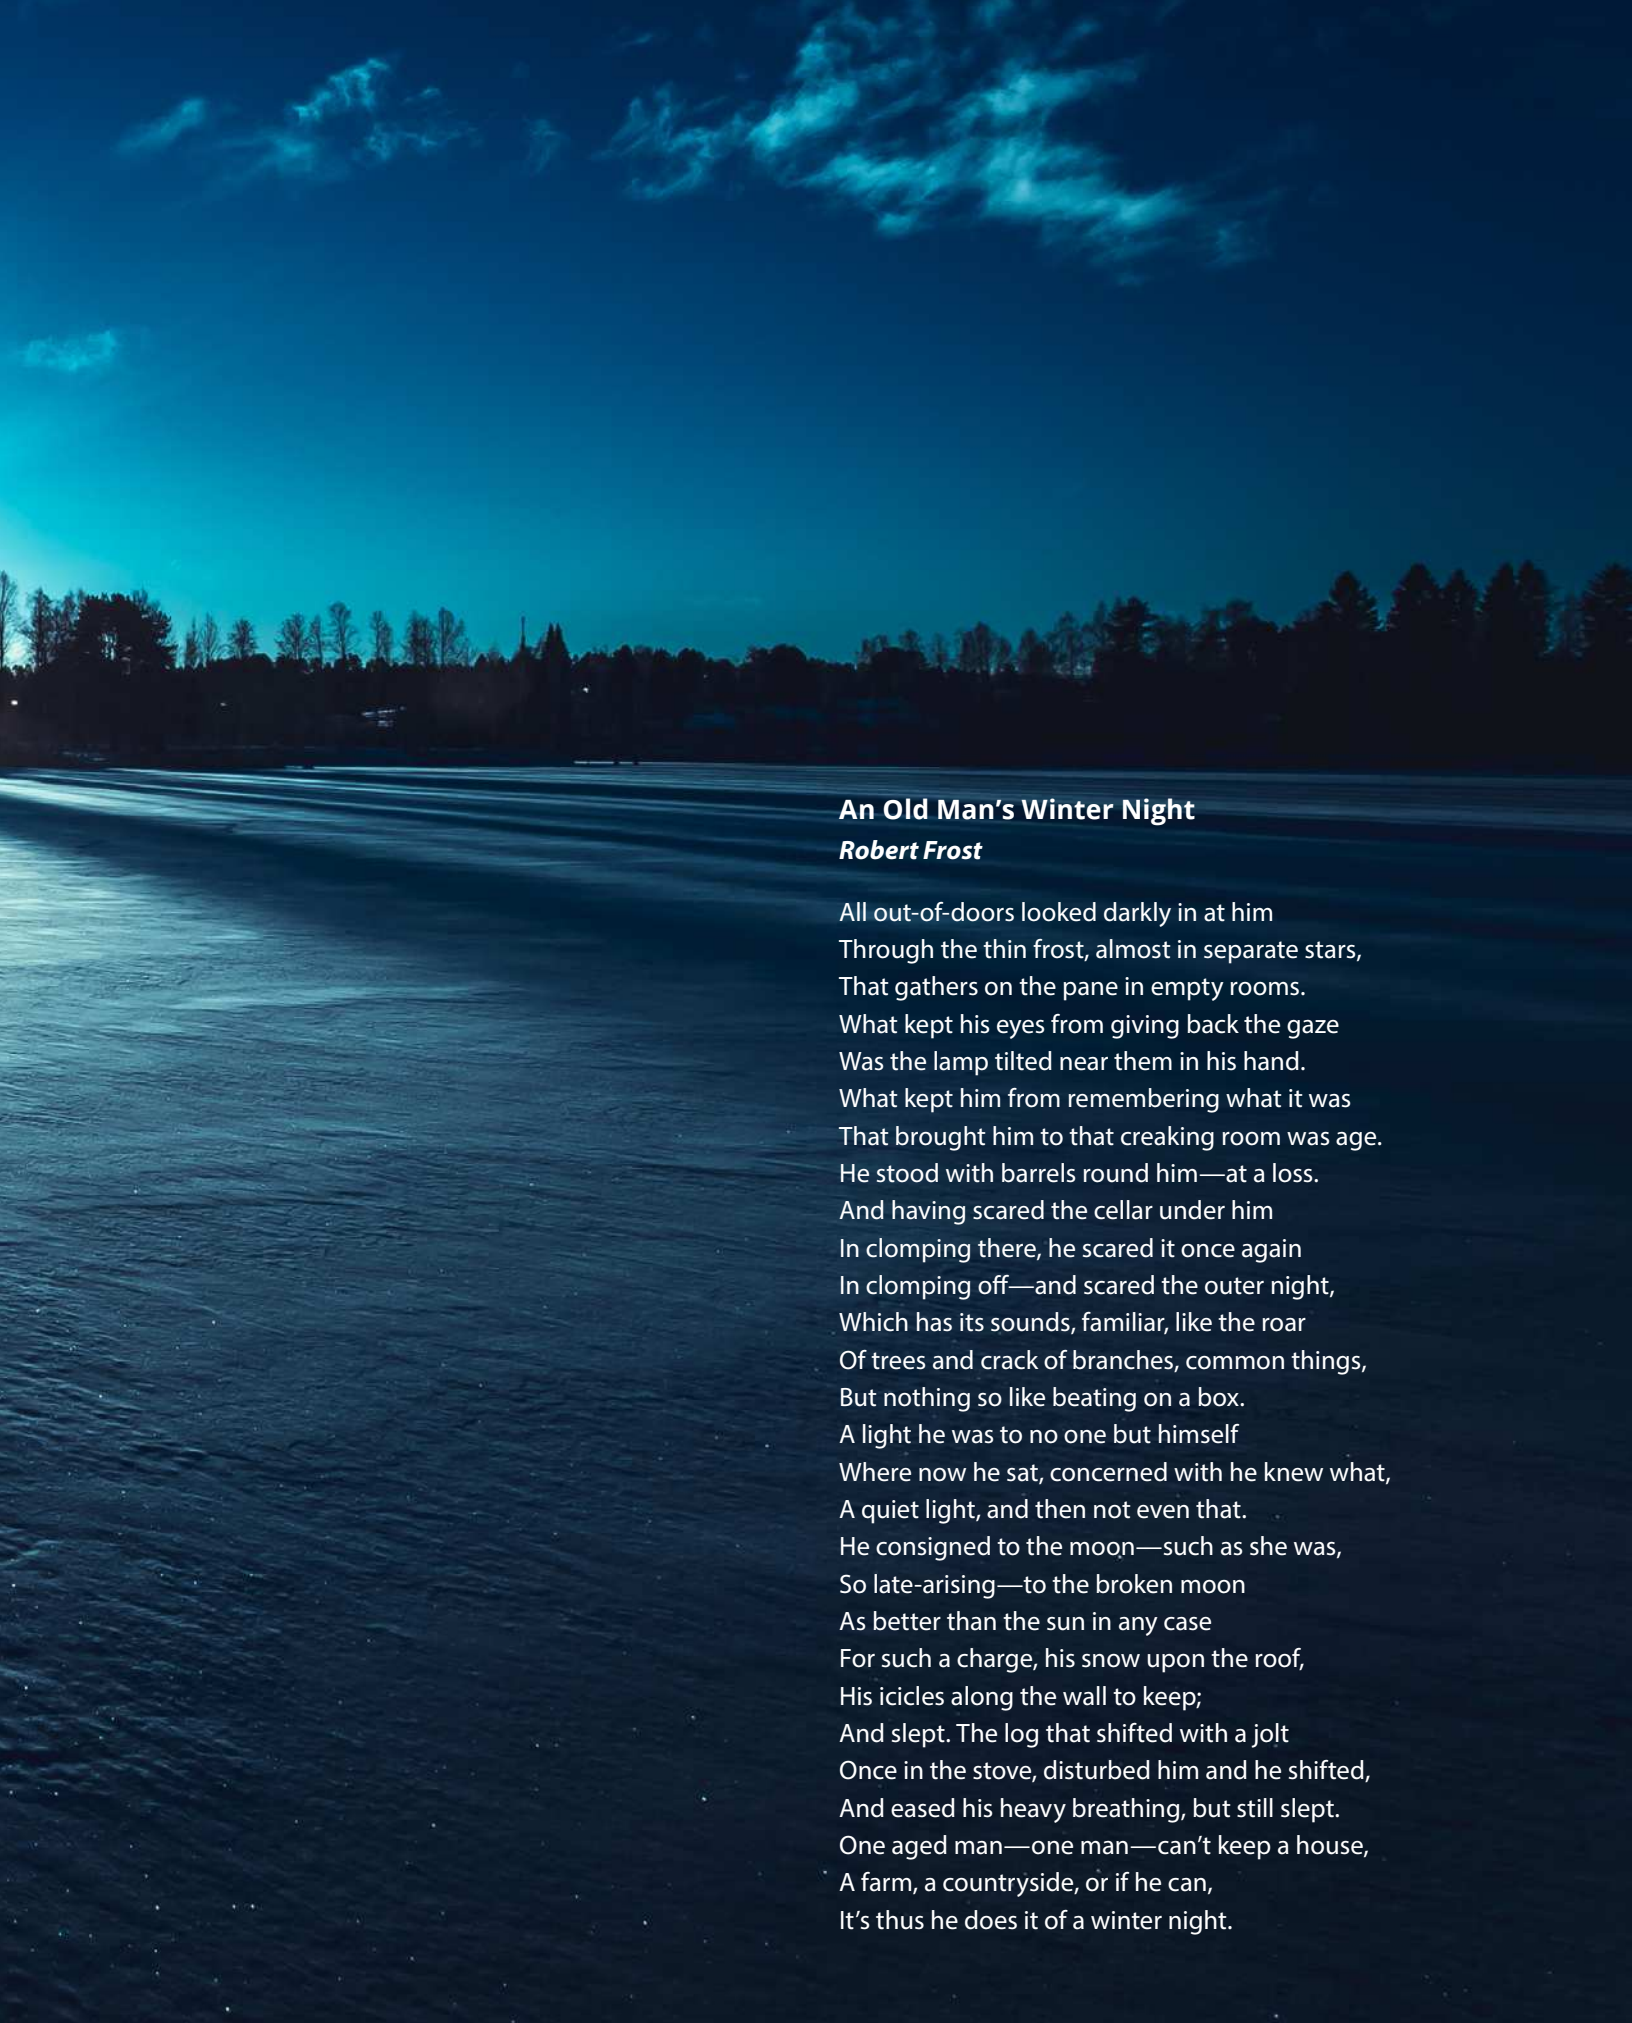 An Old Man’s Winter Night
Robert Frost
All out-of-doors looked darkly in at him
Through the thin frost, almost in separate stars,
That gathers on the pane in empty rooms.
What kept his eyes from giving back the gaze
Was the lamp tilted near them in his hand.
What kept him from remembering what it was
That brought him to that creaking room was age.
He stood with barrels round him—at a loss.
And having scared the cellar under him
In clomping there, he scared it once again
In clomping off—and scared the outer night,
Which has its sounds, familiar, like the roar
Of trees and crack of branches, common things,
But nothing so like beating on a box.
A light he was to no one but himself
Where now he sat, concerned with he knew what,
A quiet light, and then not even that.
He consigned to the moon—such as she was,
So late-arising—to the broken moon
As better than the sun in any case
For such a charge, his snow upon the roof,
His icicles along the wall to keep;
And slept. The log that shifted with a jolt
Once in the stove, disturbed him and he shifted,
And eased his heavy breathing, but still slept.
One aged man—one man—can’t keep a house,
A farm, a countryside, or if he can,
It’s thus he does it of a winter night.